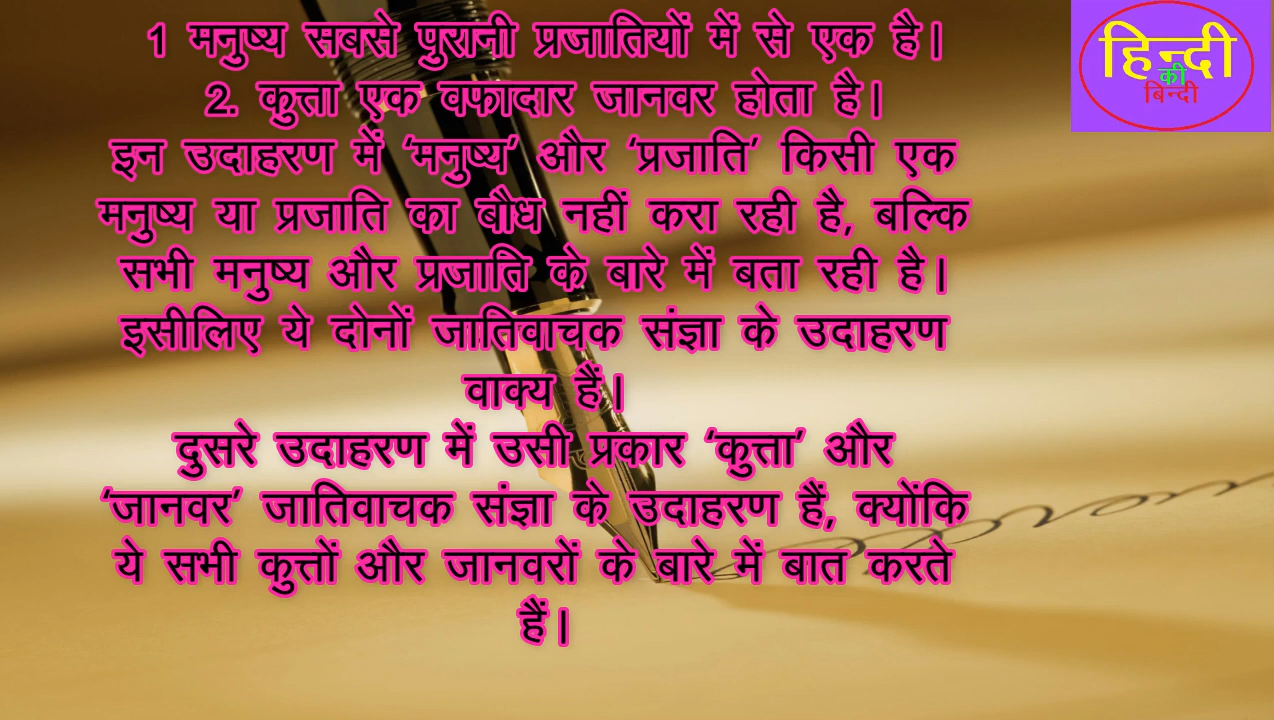 1 मनुष्य सबसे पुरानी प्रजातियों में से एक है।
2. कुत्ता एक वफादार जानवर होता है।
इन उदाहरण में ‘मनुष्य’ और ‘प्रजाति’ किसी एक
मनुष्य या प्रजाति का बौध नहीं करा रही है, बल्कि
सभी मनुष्य और प्रजाति के बारे में बता रही है।
इसीलिए ये दोनों जातिवाचक संज्ञा के उदाहरण
वाक्य हैं।
दुसरे उदाहरण में उसी प्रकार ‘कुत्ता’ और
‘जानवर’ जातिवाचक संज्ञा के उदाहरण हैं, क्योंकि
ये सभी कुत्तों और जानवरों के बारे में बात करते
हैं।
हिन्दी
की
बिन्दी